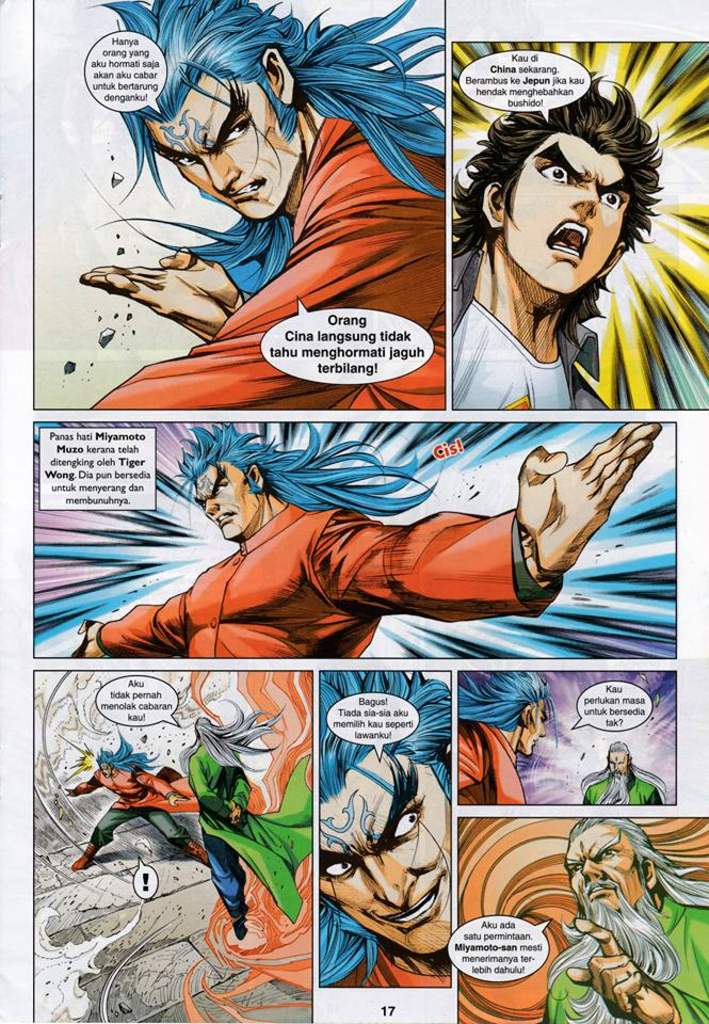 Hanya
orang yang
aku hormati saja
akan aku cabar
untuk bertarung
denganku!
Orang
Cina langsung tidak
tahu menghormati jaguh
terbilang!
Kau di
China sekarang.
Berambus ke Jepun jika kau
hendak menghebahkan
bushido!
Panas hati Miyamoto
Muzo kerana telah
ditengking oleh Tiger
Wong. Dia pun bersedia
untuk menyerang dan
membunuhnya.
Cis!
Aku
tidak pernah
menolak cabaran
kau!
!
Bagus!
Tiada sia-sia aku
memilih kau seperti
lawanku!
Kau
perlukan masa
untuk bersedia
tak?
Aku ada
satu permintaan.
Miyamoto-san mesti
menerimanya ter-
lebih dahulu!
17